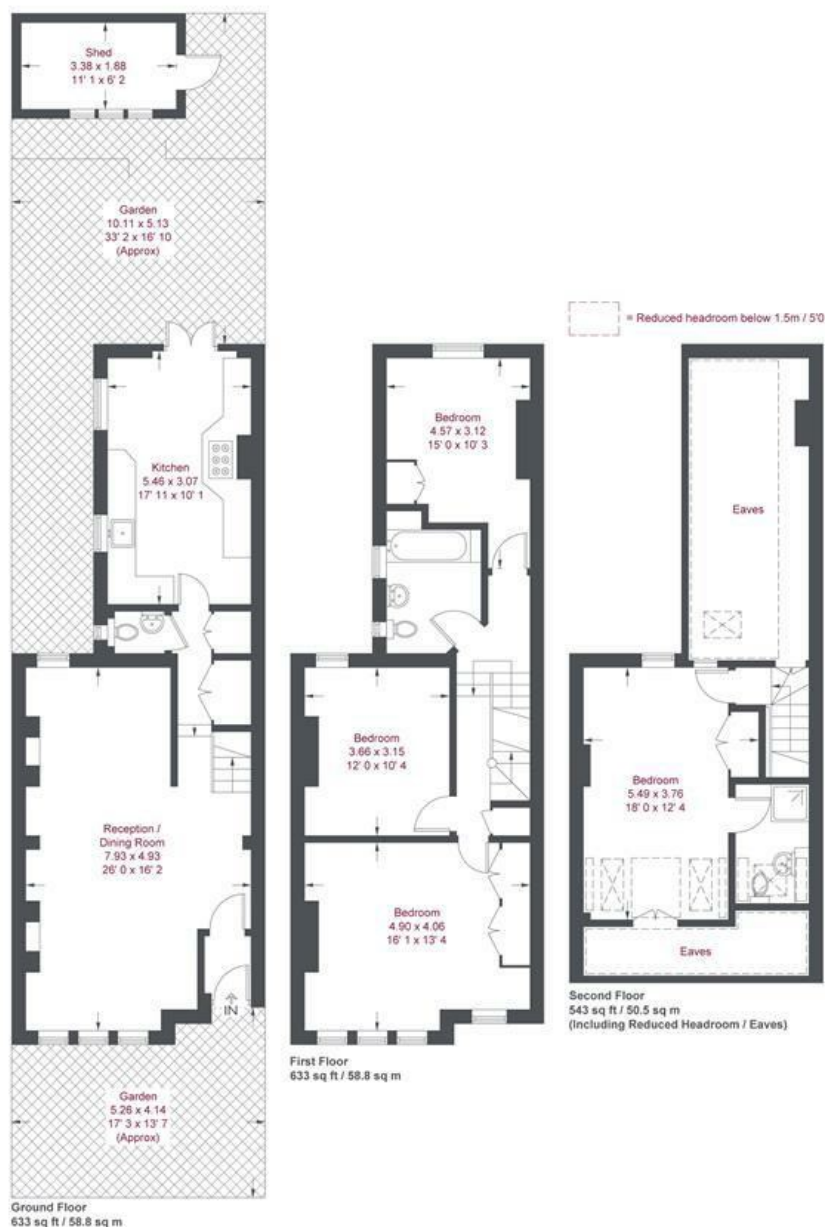 Shed
3.38 x 1.88
11' 1 x 6' 2
Garden
10.11 x 5.13
33' 2 x 16' 10
(Approx)
= Reduced headroom below 1.5m / 5'0
Kitchen
5.46 x 3.07
17' 11 x 10' 1
Bedroom
4.57 x 3.12
15' 0 x 10' 3
Eaves
Bedroom
3.66 x 3.15
12' 0 x 10' 4
Bedroom
5.49 x 3.76
18' 0 x 12' 4
Reception /
Dining Room
7.93 x 4.93
26' 0 x 16' 2
Bedroom
4.90 x 4.06
16' 1 x 13' 4
Eaves
IN
Second Floor
543 sq ft / 50.5 sq m
(Including Reduced Headroom / Eaves)
First Floor
633 sq ft / 58.8 sq m
Garden
5.26 x 4.14
17' 3 x 13' 7
(Approx)
Ground Floor
633 sq ft / 58.8 sq m